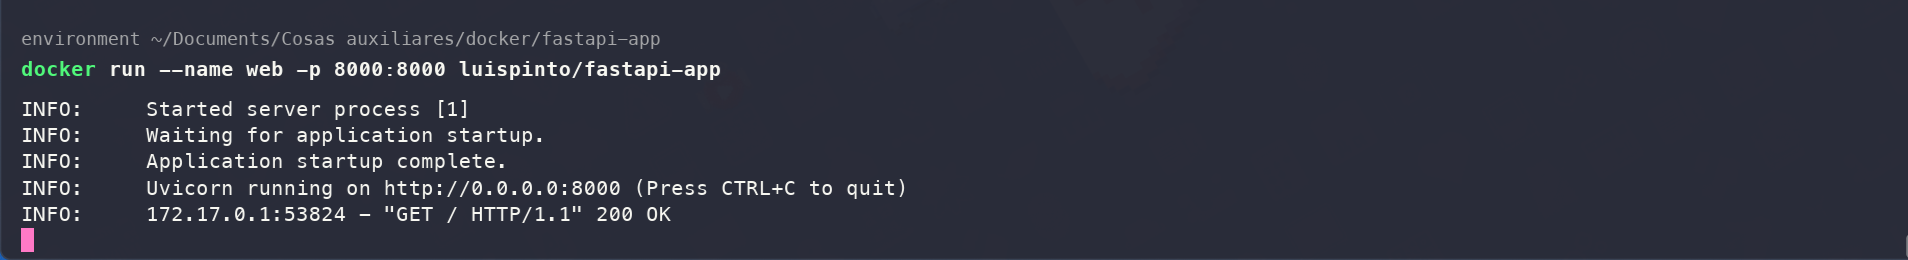 environment ~/Documents/Cosas auxiliares/docker/fastapi-app
docker run --name web -p 8000:8000 luispinto/fastapi-app
INFO:     Started server process [1]
INFO:     Waiting for application startup.
INFO:     Application startup complete.
INFO:     Uvicorn running on http://0.0.0.0:8000 (Press CTRL+C to quit)
INFO:     172.17.0.1:53824 - "GET / HTTP/1.1" 200 OK